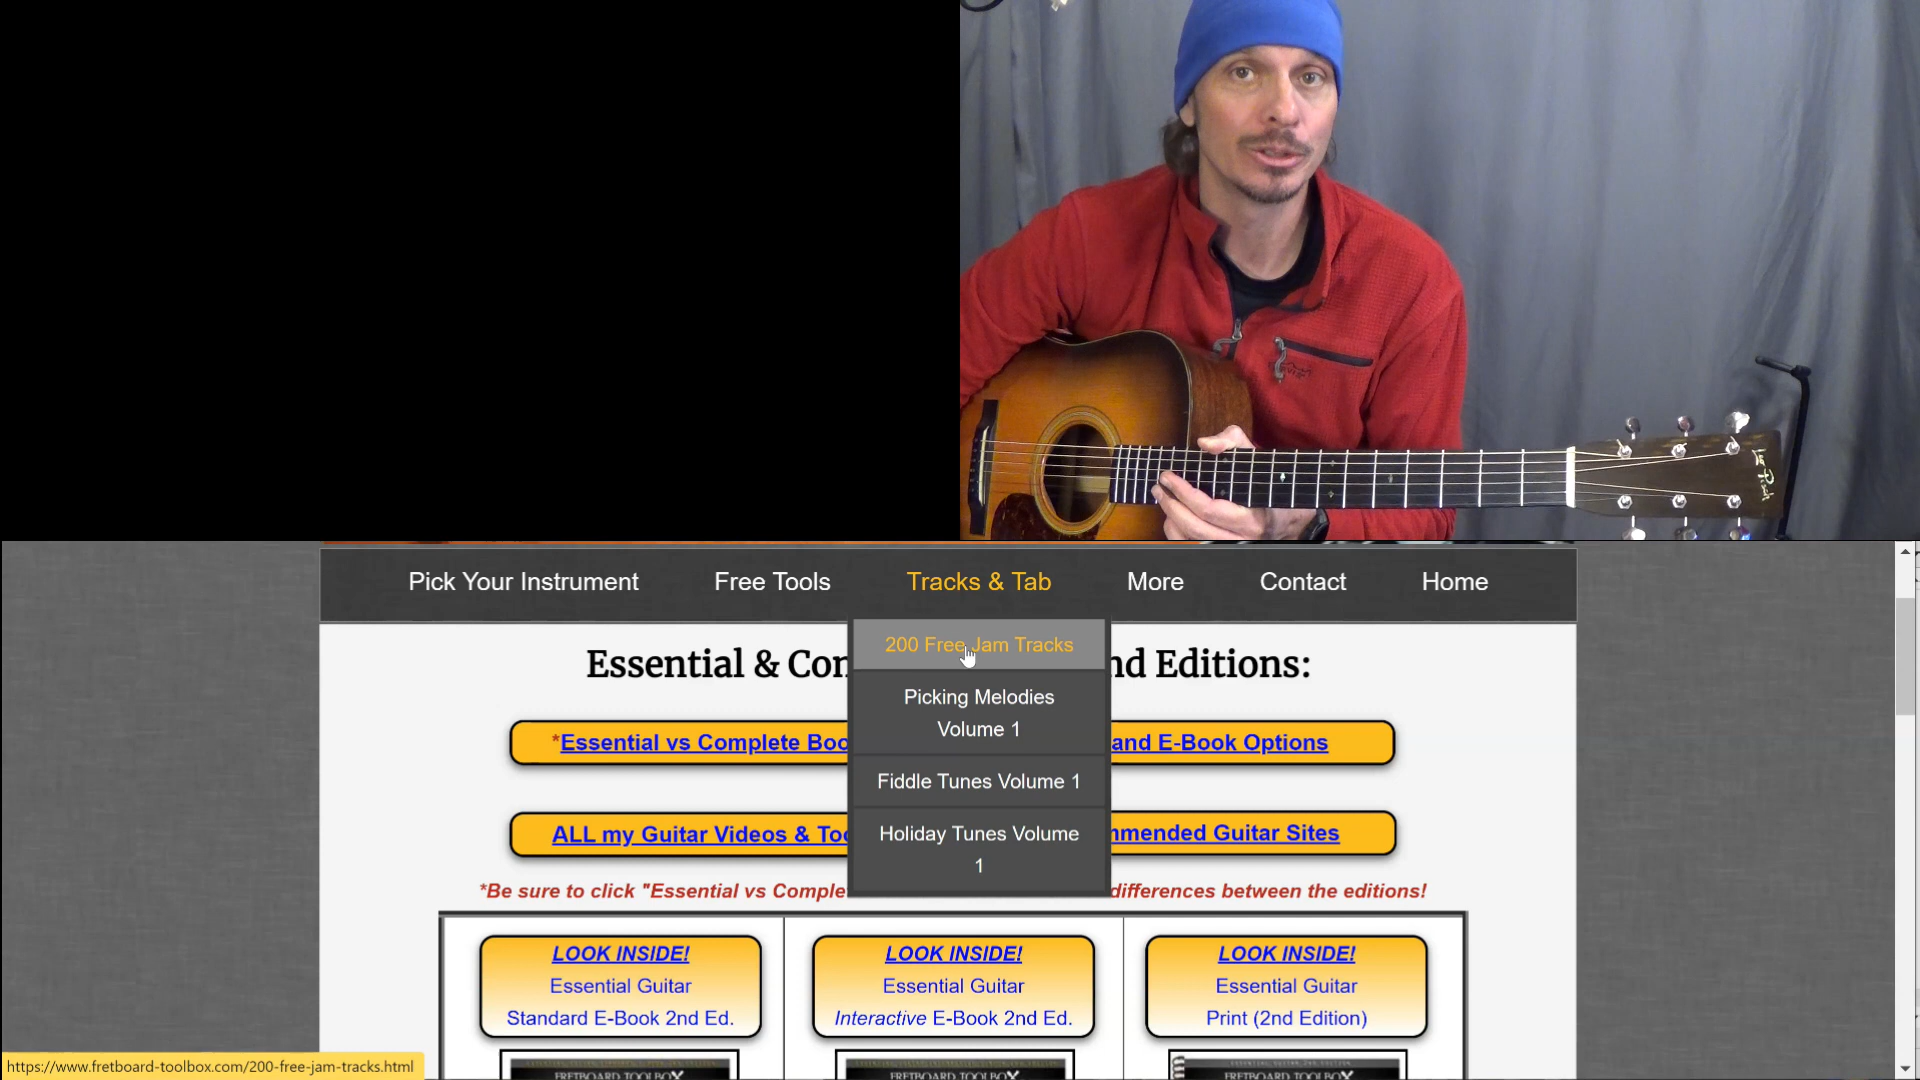 Pick Your Instrument
Free Tools
Tracks & Tab
More
Contact
Home
200 Free Jam Tracks
Picking Melodies
Volume 1
Fiddle Tunes Volume 1
Holiday Tunes Volume
1
Essential & Con nd Editions:
*Essential vs Complete Boo and E-Book Options
ALL my Guitar Videos & Too mmended Guitar Sites
*Be sure to click "Essential vs Comple differences between the editions!
LOOK INSIDE!
Essential Guitar
Standard E-Book 2nd Ed.
LOOK INSIDE!
Essential Guitar
Interactive E-Book 2nd Ed.
LOOK INSIDE!
Essential Guitar
Print (2nd Edition)
FRETBOARD TOOLBOX
FRETBOARD TOOLBOX
FRETBOARD TOOLBOX
https://www.fretboard-toolbox.com/200-free-jam-tracks.html